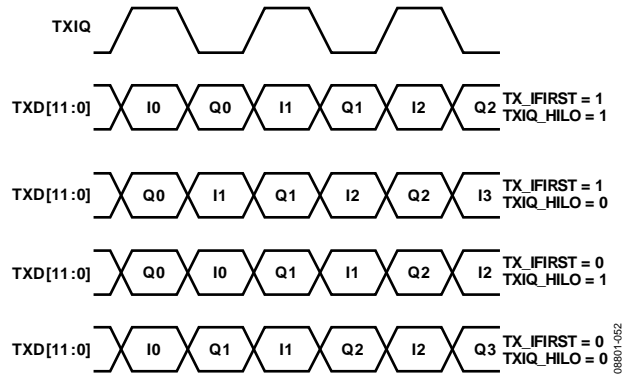 TXIQ
TXD[11:0] I0 Q0 I1 Q1 I2 Q2 TX_IFIRST = 1
TXIQ_HILO = 1
TXD[11:0] Q0 I1 Q1 I2 Q2 I3 TX_IFIRST = 1
TXIQ_HILO = 0
TXD[11:0] Q0 I0 Q1 I1 Q2 I2 TX_IFIRST = 0
TXIQ_HILO = 1
TXD[11:0] I0 Q1 I1 Q2 I2 Q3 TX_IFIRST = 0
TXIQ_HILO = 0
08801-052